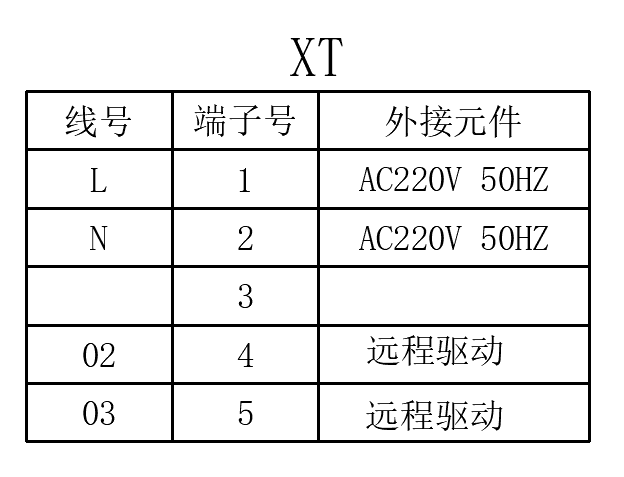 XT
线号 端子号 外接元件
L 1 AC220V 50HZ
N 2 AC220V 50HZ
3
02 4 远程驱动
03 5 远程驱动